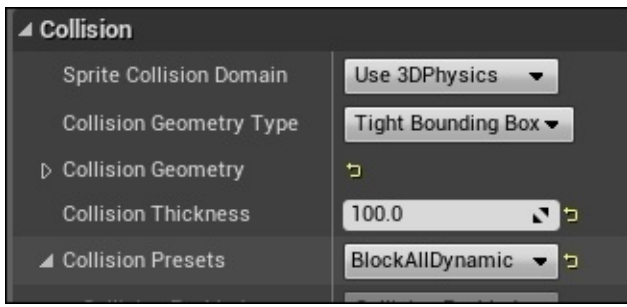 Collision
Sprite Collision Domain Use 3DPhysics
Collision Geometry Type Tight Bounding Box
Collision Geometry
Collision Thickness 100.0
Collision Presets BlockAllDynamic